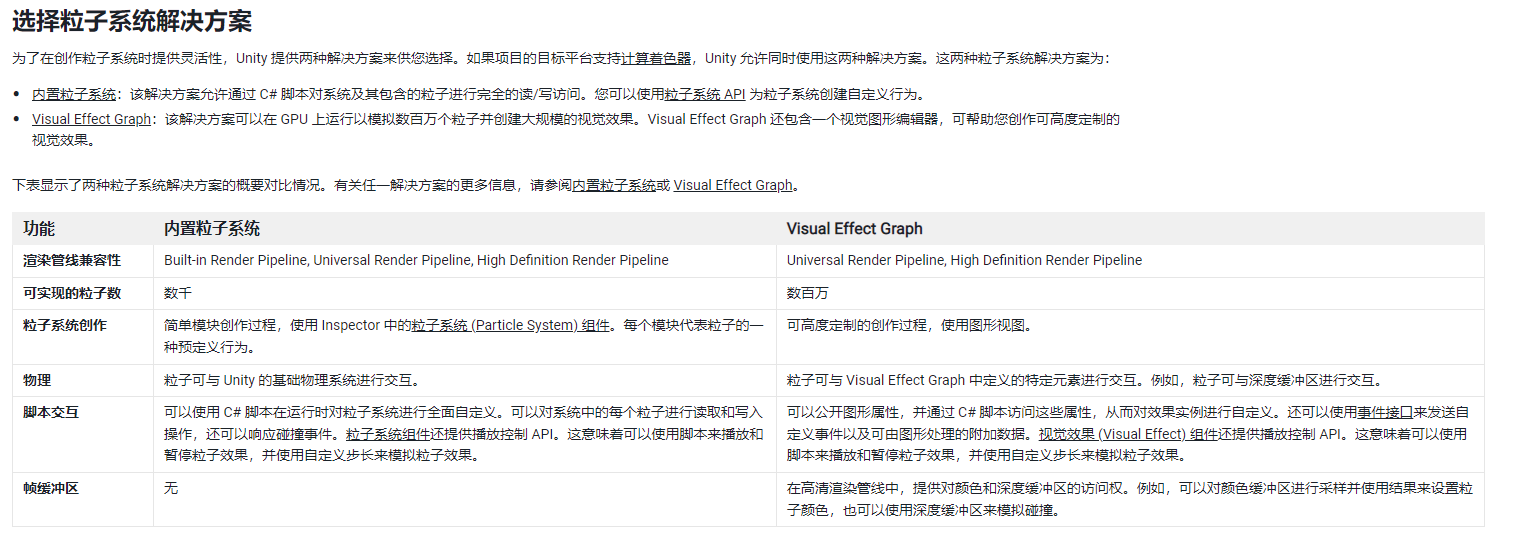 选择粒子系统解决方案
为了在创作粒子系统时提供灵活性，Unity 提供两种解决方案来供您选择。如果项目的目标平台支持计算着色器，Unity 允许同时使用这两种解决方案。这两种粒子系统解决方案为：
内置粒子系统：该解决方案允许通过 C# 脚本对系统及其包含的粒子进行完全的读/写访问。您可以使用粒子系统 API 为粒子系统创建自定义行为。
Visual Effect Graph：该解决方案可以在 GPU 上运行以模拟数百万个粒子并创建大规模的视觉效果。Visual Effect Graph 还包含一个视觉图形编辑器，可帮助您创作可高度定制的
视觉效果。
下表显示了两种粒子系统解决方案的概要对比情况。有关任一解决方案的更多信息，请参阅内置粒子系统或 Visual Effect Graph。
功能 内置粒子系统 Visual Effect Graph
渲染管线兼容性 Built-in Render Pipeline, Universal Render Pipeline, High Definition Render Pipeline Universal Render Pipeline, High Definition Render Pipeline
可实现的粒子数 数千 数百万
粒子系统创作 简单模块创作过程，使用 Inspector 中的粒子系统 (Particle System) 组件。每个模块代表粒子的一
种预定义行为。
可高度定制的创作过程，使用图形视图。
物理 粒子可与 Unity 的基础物理系统进行交互。 粒子可与 Visual Effect Graph 中定义的特定元素进行交互。例如，粒子可与深度缓冲区进行交互。
脚本交互 可以使用 C# 脚本在运行时对粒子系统进行全面自定义。可以对系统中的每个粒子进行读取和写入
操作，还可以响应碰撞事件。粒子系统组件还提供播放控制 API。这意味着可以使用脚本来播放和
暂停粒子效果，并使用自定义步长来模拟粒子效果。
可以公开图形属性，并通过 C# 脚本访问这些属性，从而对效果实例进行自定义。还可以使用事件接口来发送自
定义事件以及可由图形处理的附加数据。视觉效果 (Visual Effect) 组件还提供播放控制 API。这意味着可以使用
脚本来播放和暂停粒子效果，并使用自定义步长来模拟粒子效果。
帧缓冲区 无 在高清渲染管线中，提供对颜色和深度缓冲区的访问权。例如，可以对颜色缓冲区进行采样并使用结果来设置粒
子颜色，也可以使用深度缓冲区来模拟碰撞。